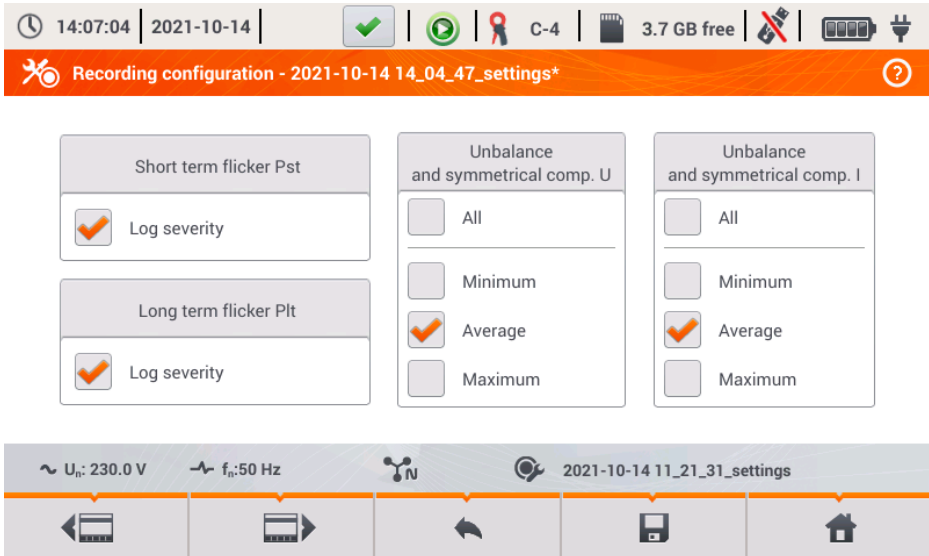 14:07:04 2021-10-14 C-4 3.7 GB free
Recording configuration - 2021-10-14 14_04_47_settings* ?
Short term flicker Pst
Log severity
Long term flicker Plt
Log severity
Unbalance
and symmetrical comp. U
All
Minimum
Average
Maximum
Unbalance
and symmetrical comp. I
All
Minimum
Average
Maximum
Uₙ: 230.0 V fₙ:50 Hz N 2021-10-14 11_21_31_settings